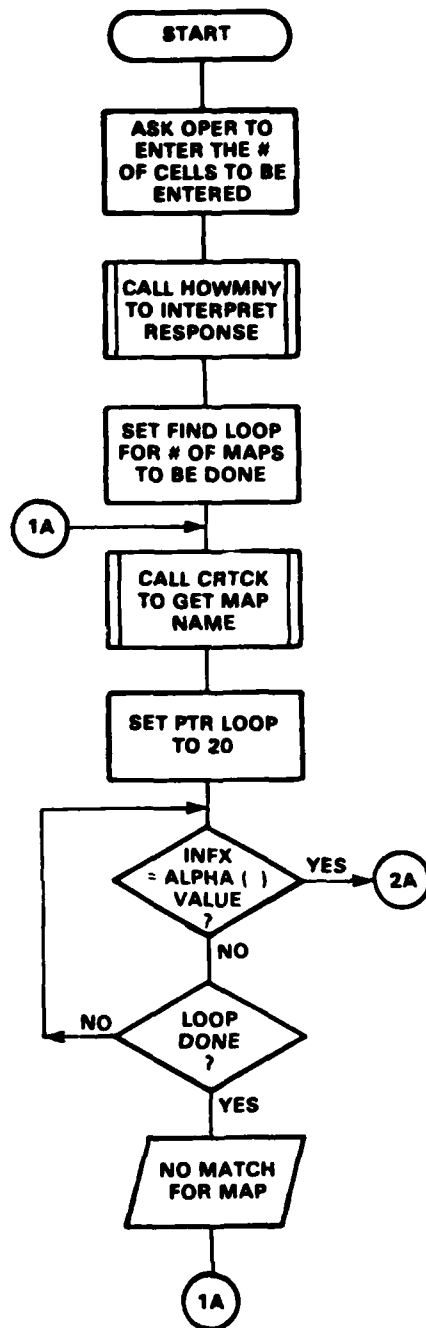 START
ASK OPER TO
ENTER THE #
OF CELLS TO BE
ENTERED
CALL HOWMNY
TO INTERPRET
RESPONSE
SET FIND LOOP
FOR # OF MAPS
TO BE DONE
1A
CALL CRTCK
TO GET MAP
NAME
SET PTR LOOP
TO 20
INFX
= ALPHA ( )
VALUE
?
YES
2A
NO
NO
LOOP
DONE
?
YES
NO MATCH
FOR MAP
1A